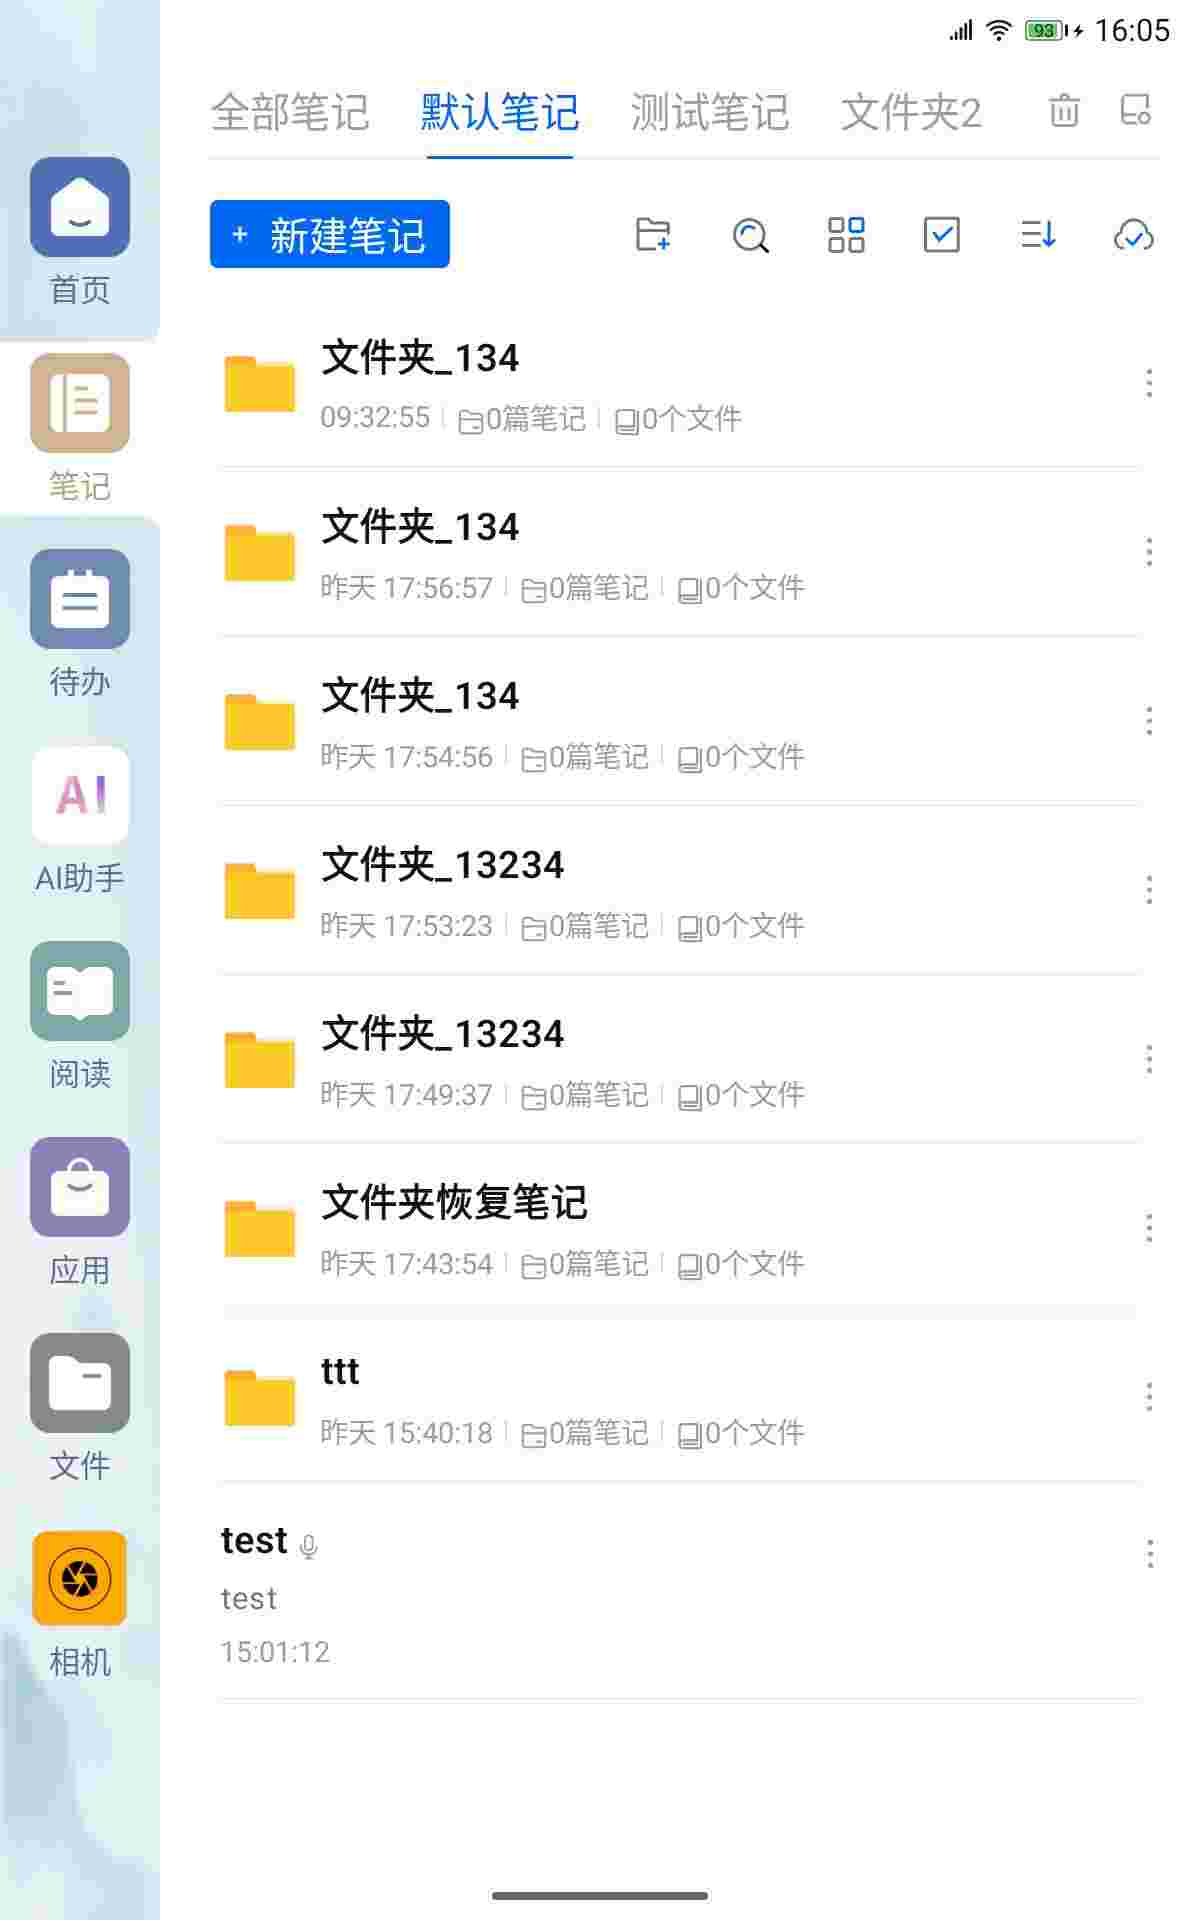 93 16:05
全部笔记 默认笔记 测试笔记 文件夹2
+ 新建笔记
首页
笔记
待办
AI
AI助手
阅读
应用
文件
相机
文件夹_134
09:32:55 0篇笔记 0个文件
文件夹_134
昨天 17:56:57 0篇笔记 0个文件
文件夹_134
昨天 17:54:56 0篇笔记 0个文件
文件夹_13234
昨天 17:53:23 0篇笔记 0个文件
文件夹_13234
昨天 17:49:37 0篇笔记 0个文件
文件夹恢复笔记
昨天 17:43:54 0篇笔记 0个文件
ttt
昨天 15:40:18 0篇笔记 0个文件
test
test
15:01:12